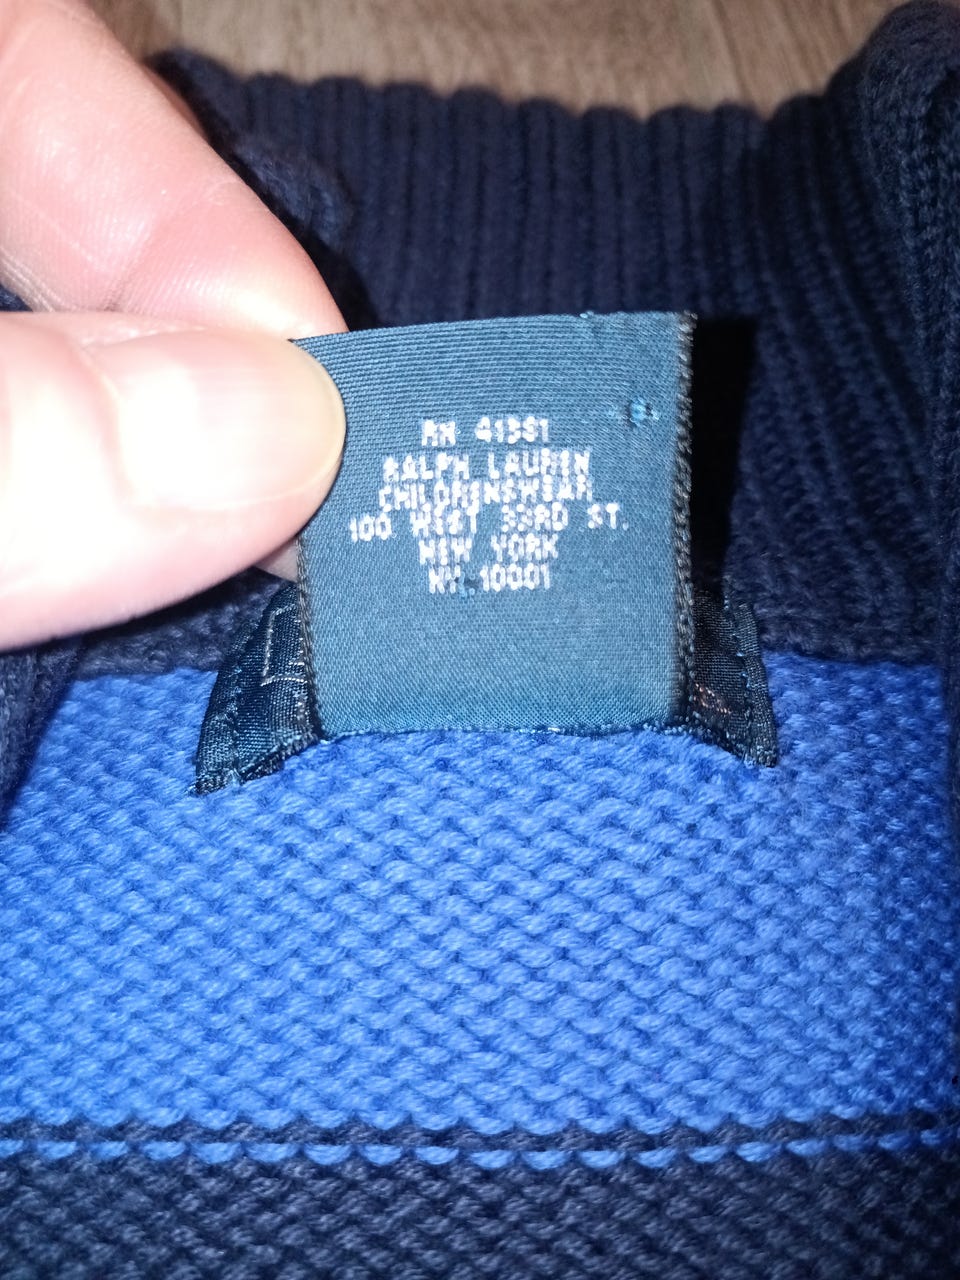 RN 41381
RALPH LAUREN
CHILDRENSWEAR
100 WEST 33RD ST.
NEW YORK
NY. 10001